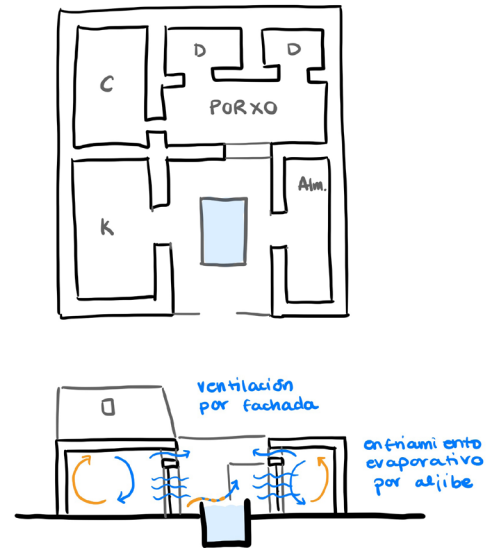 D D
C
PORXO
Alm.
K
ventilación
por fachada
enfriamiento
evaporativo
por aljibe